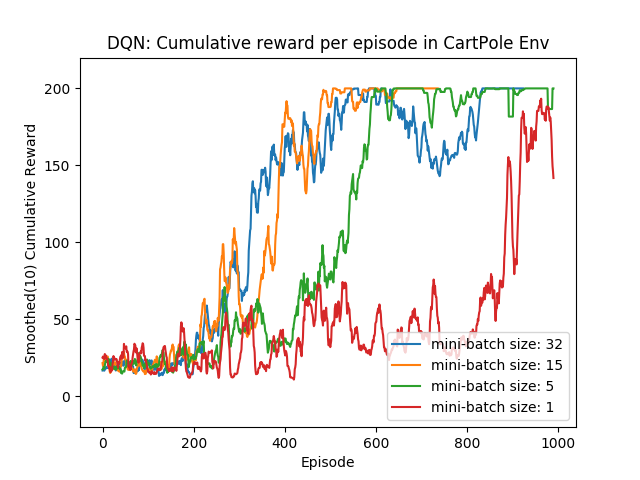 DQN: Cumulative reward per episode in CartPole Env
Smoothed(10) Cumulative Reward
200
150
100
50
0
mini-batch size: 32
mini-batch size: 15
mini-batch size: 5
mini-batch size: 1
0 200 400 600 800 1000
Episode